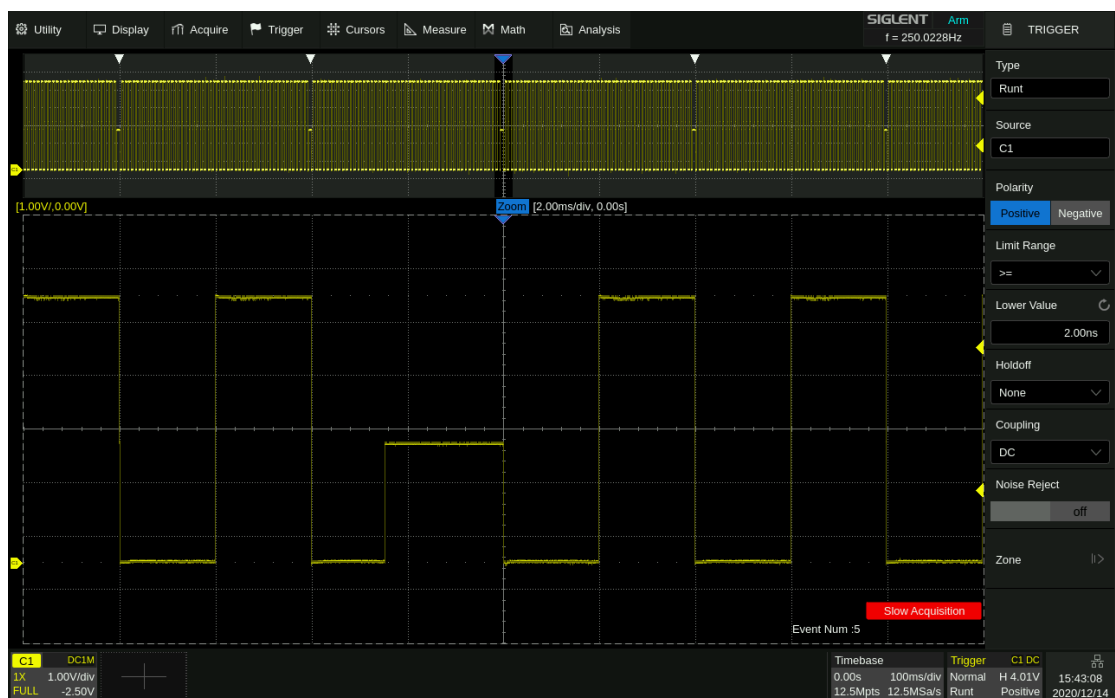 Utility Display Acquire Trigger Cursors Measure Math Analysis
SIGLENT Arm
f = 250.0228Hz
TRIGGER
Type
Runt
Source
C1
[1.00V/,0.00V]
Zoom [2.00ms/div, 0.00s]
Polarity
Positive Negative
Limit Range
>=
Lower Value
2.00ns
Holdoff
None
Coupling
DC
Noise Reject
off
Zone
Slow Acquisition
Event Num :5
C1 DC1M
1X 1.00V/div
FULL -2.50V
Timebase
0.00s 100ms/div
12.5Mpts 12.5MSa/s
Trigger C1 DC
Normal H 4.01V
Runt Positive
15:43:08
2020/12/14